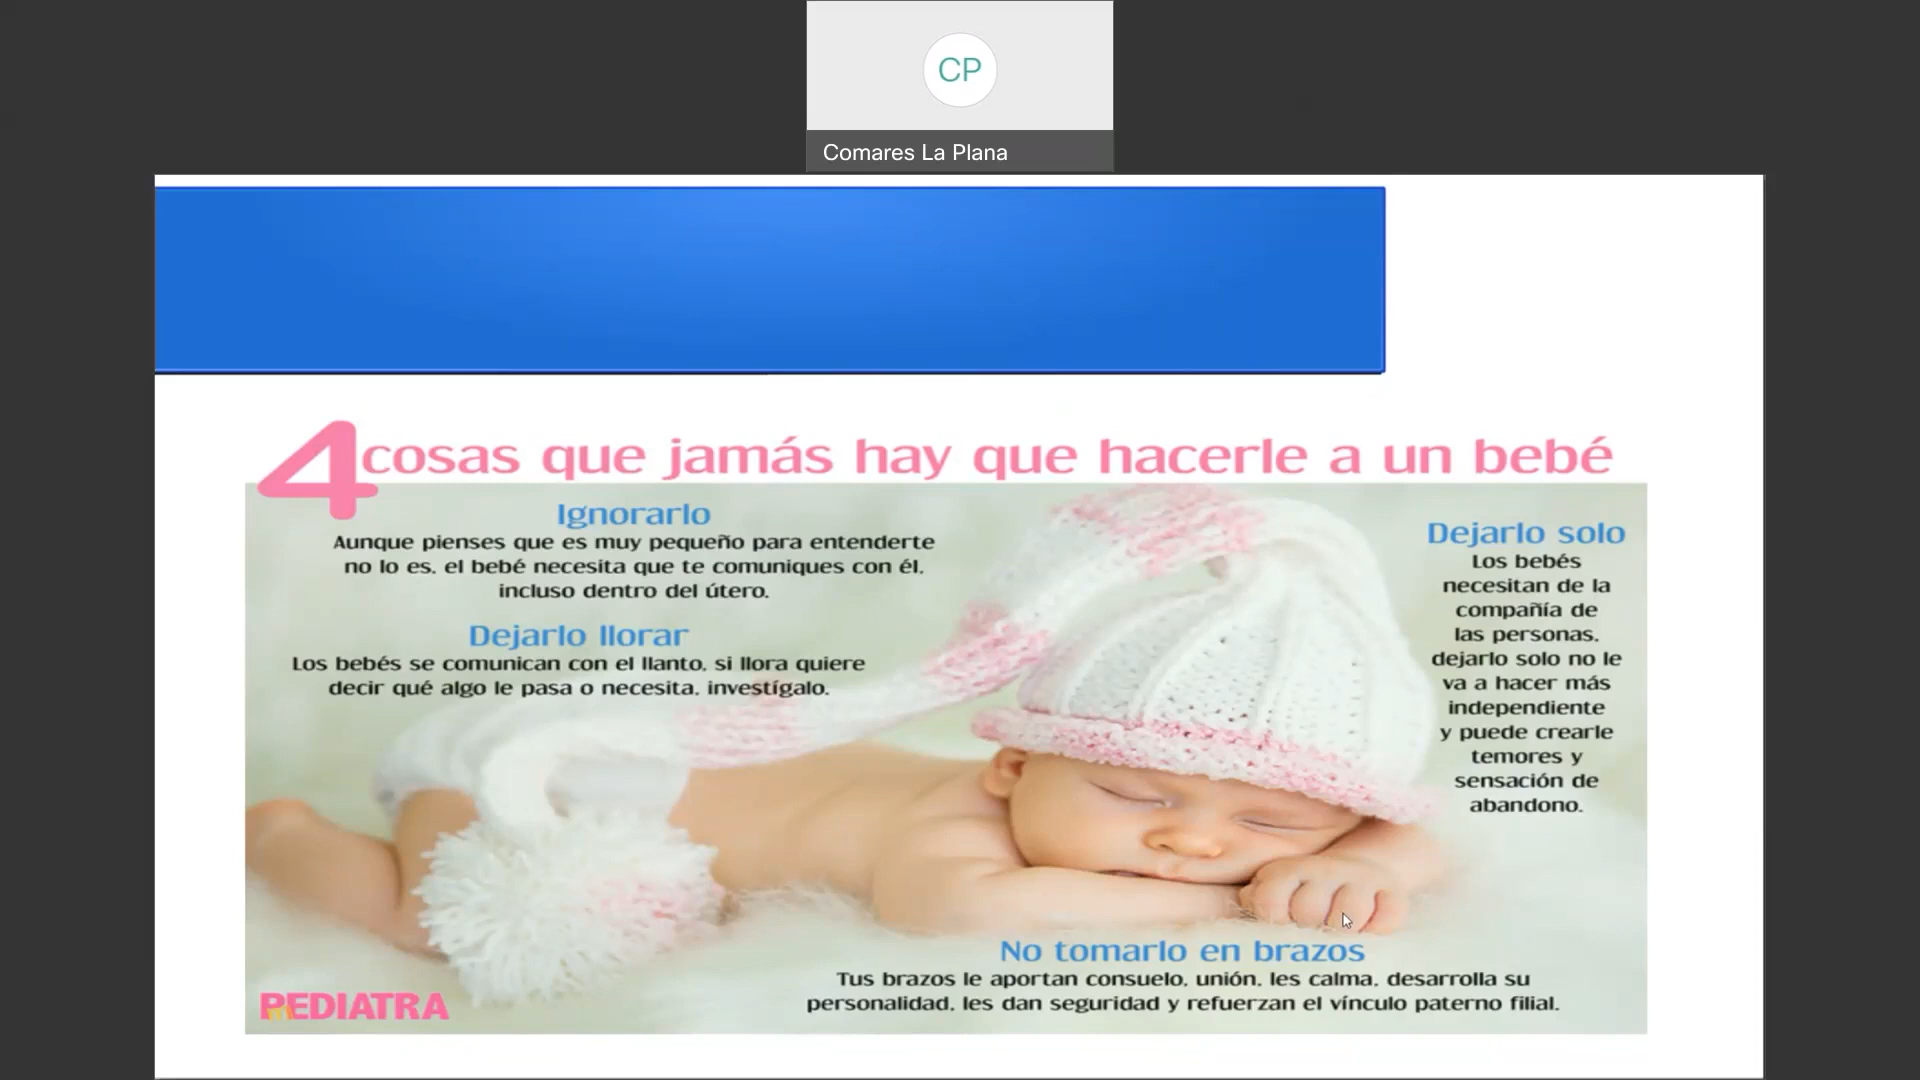 CP
Comares La Plana
4 cosas que jamás hay que hacerle a un bebé
Ignorarlo
Aunque pienses que es muy pequeño para entenderte
no lo es, el bebé necesita que te comuniques con él,
incluso dentro del útero.
Dejarlo llorar
Los bebés se comunican con el llanto, si llora quiere
decir qué algo le pasa o necesita, investígalo.
Dejarlo solo
Los bebés
necesitan de la
compañía de
las personas,
dejarlo solo no le
va a hacer más
independiente
y puede crearle
temores y
sensación de
abandono.
No tomarlo en brazos
Tus brazos le aportan consuelo, unión, les calma, desarrolla su
personalidad, les dan seguridad y refuerzan el vínculo paterno filial.
PEDIATRA